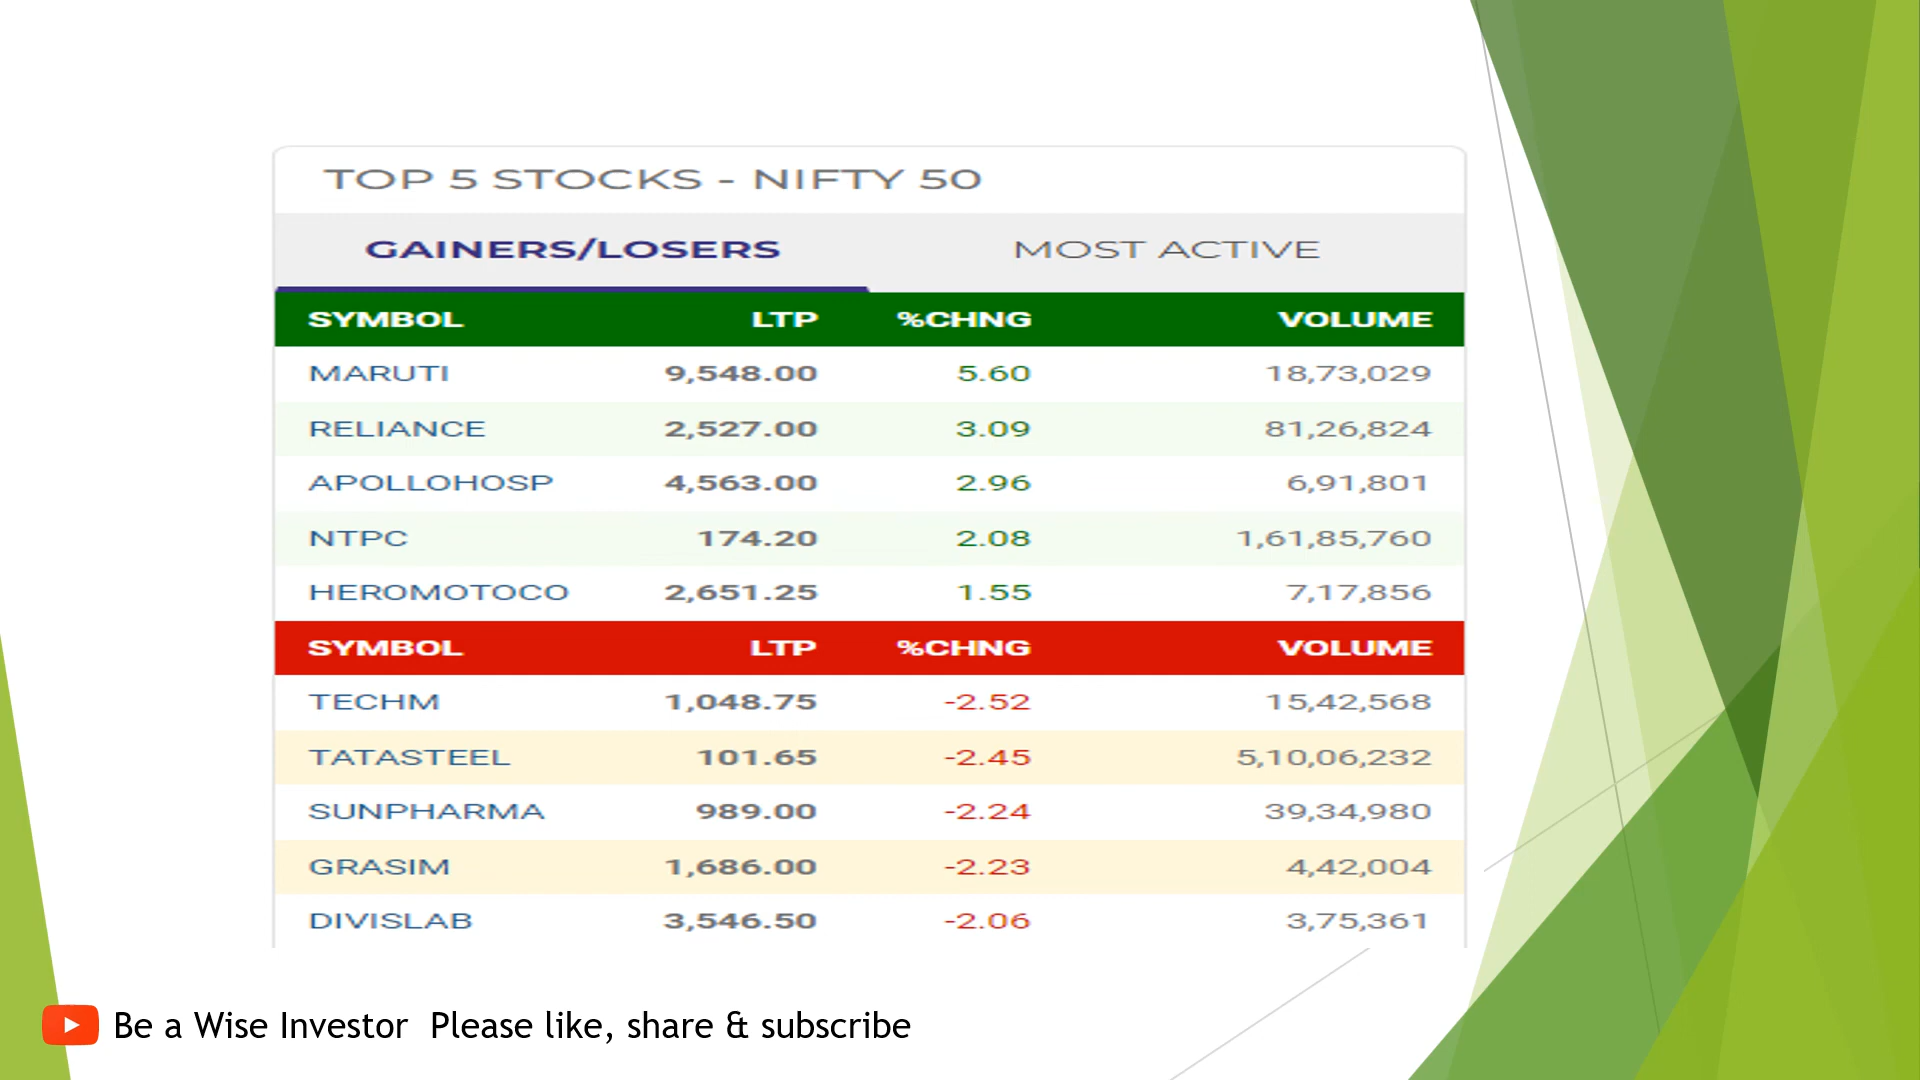 TOP 5 STOCKS - NIFTY 50
GAINERS/LOSERS MOST ACTIVE
SYMBOL LTP %CHNG VOLUME
MARUTI 9,548.00 5.60 18,73,029
RELIANCE 2,527.00 3.09 81,26,824
APOLLOHOSP 4,563.00 2.96 6,91,801
NTPC 174.20 2.08 1,61,85,760
HEROMOTOCO 2,651.25 1.55 7,17,856
SYMBOL LTP %CHNG VOLUME
TECHM 1,048.75 -2.52 15,42,568
TATASTEEL 101.65 -2.45 5,10,06,232
SUNPHARMA 989.00 -2.24 39,34,980
GRASIM 1,686.00 -2.23 4,42,004
DIVISLAB 3,546.50 -2.06 3,75,361
Be a Wise Investor Please like, share & subscribe